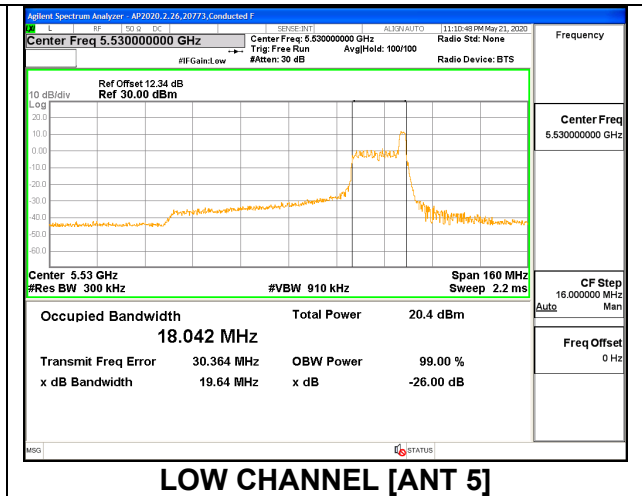 Agilent Spectrum Analyzer - AP2020.2.26,20773,Conducted F
L RF 50 Ω DC SENSE:INT ALIGN AUTO 11:10:48 PM May 21, 2020
Center Freq 5.530000000 GHz
Center Freq: 5.530000000 GHz
Radio Std: None
Trig: Free Run Avg|Hold: 100/100
#IFGain:Low #Atten: 30 dB Radio Device: BTS
Frequency
Ref Offset 12.34 dB
10 dB/div Ref 30.00 dBm
Log
20.0
10.0
0.00
-10.0
-20.0
-30.0
-40.0
-50.0
-60.0
Center 5.53 GHz Span 160 MHz
#Res BW 300 kHz #VBW 910 kHz Sweep 2.2 ms
Center Freq
5.530000000 GHz
CF Step
16.000000 MHz
Auto Man
Freq Offset
0 Hz
Occupied Bandwidth Total Power 20.4 dBm
18.042 MHz
Transmit Freq Error 30.364 MHz OBW Power 99.00 %
x dB Bandwidth 19.64 MHz x dB -26.00 dB
MSG STATUS
LOW CHANNEL [ANT 5]